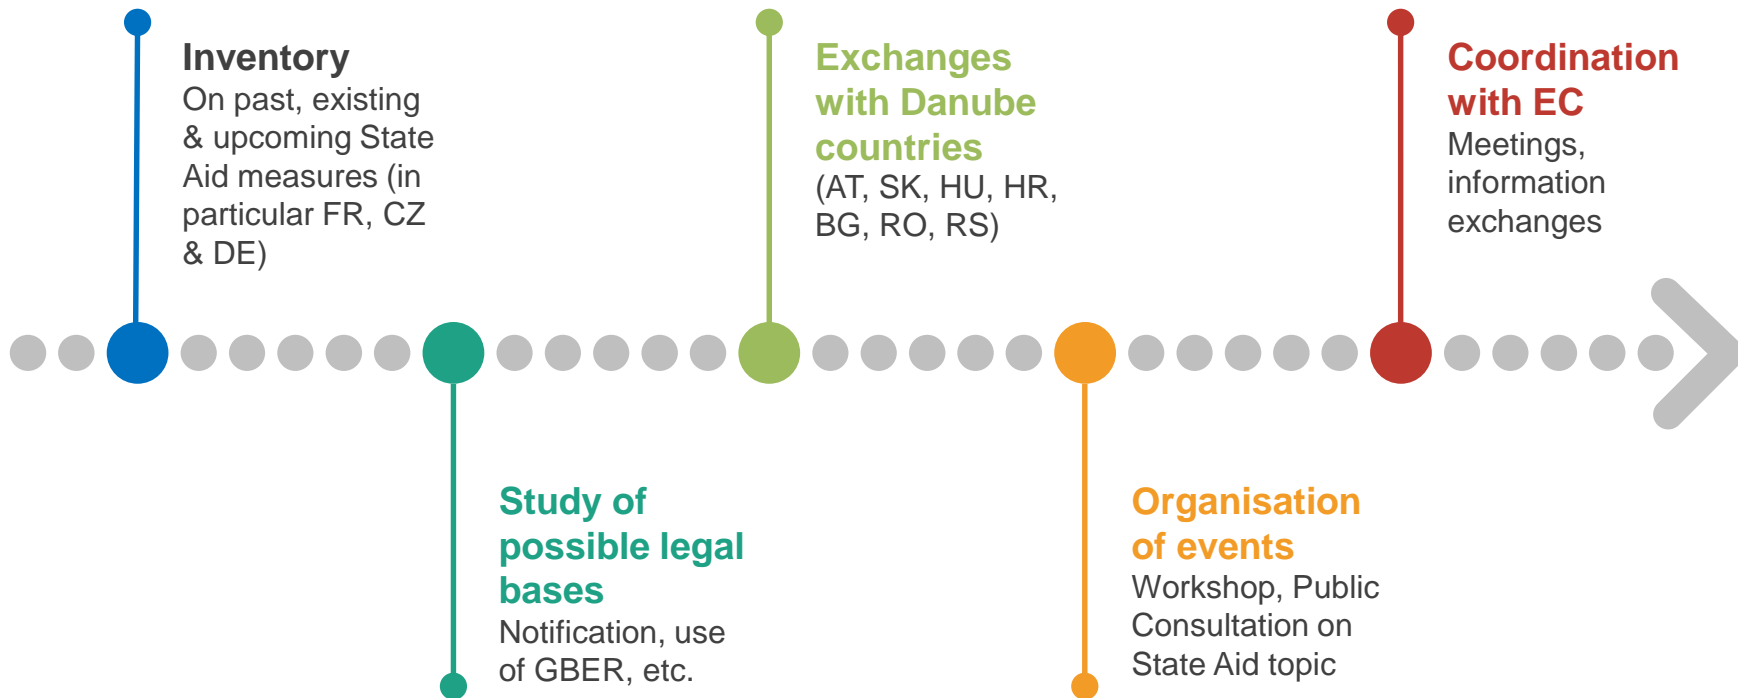 Inventory
On past, existing
& upcoming State
Aid measures (in
particular FR, CZ
& DE)
Study of
possible legal
bases
Notification, use
of GBER, etc.
Exchanges
with Danube
countries
(AT, SK, HU, HR,
BG, RO, RS)
Organisation
of events
Workshop, Public
Consultation on
State Aid topic
Coordination
with EC
Meetings,
information
exchanges